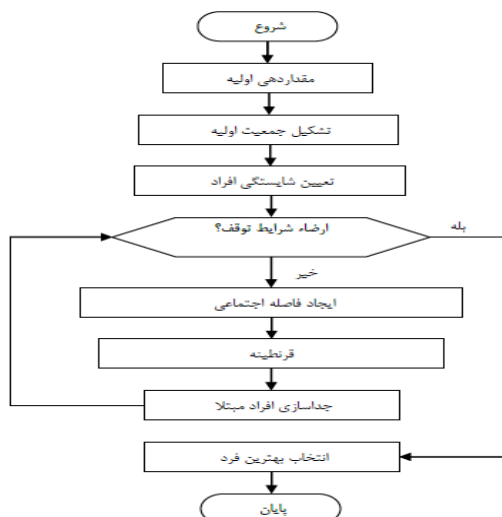 شروع
مقداردهی اولیه
تشکیل جمعیت اولیه
تعیین شایستگی افراد
ارضاء شرایط توقف؟
بله
خیر
ایجاد فاصله اجتماعی
قرنطینه
جداسازی افراد مبتلا
انتخاب بهترین فرد
پایان